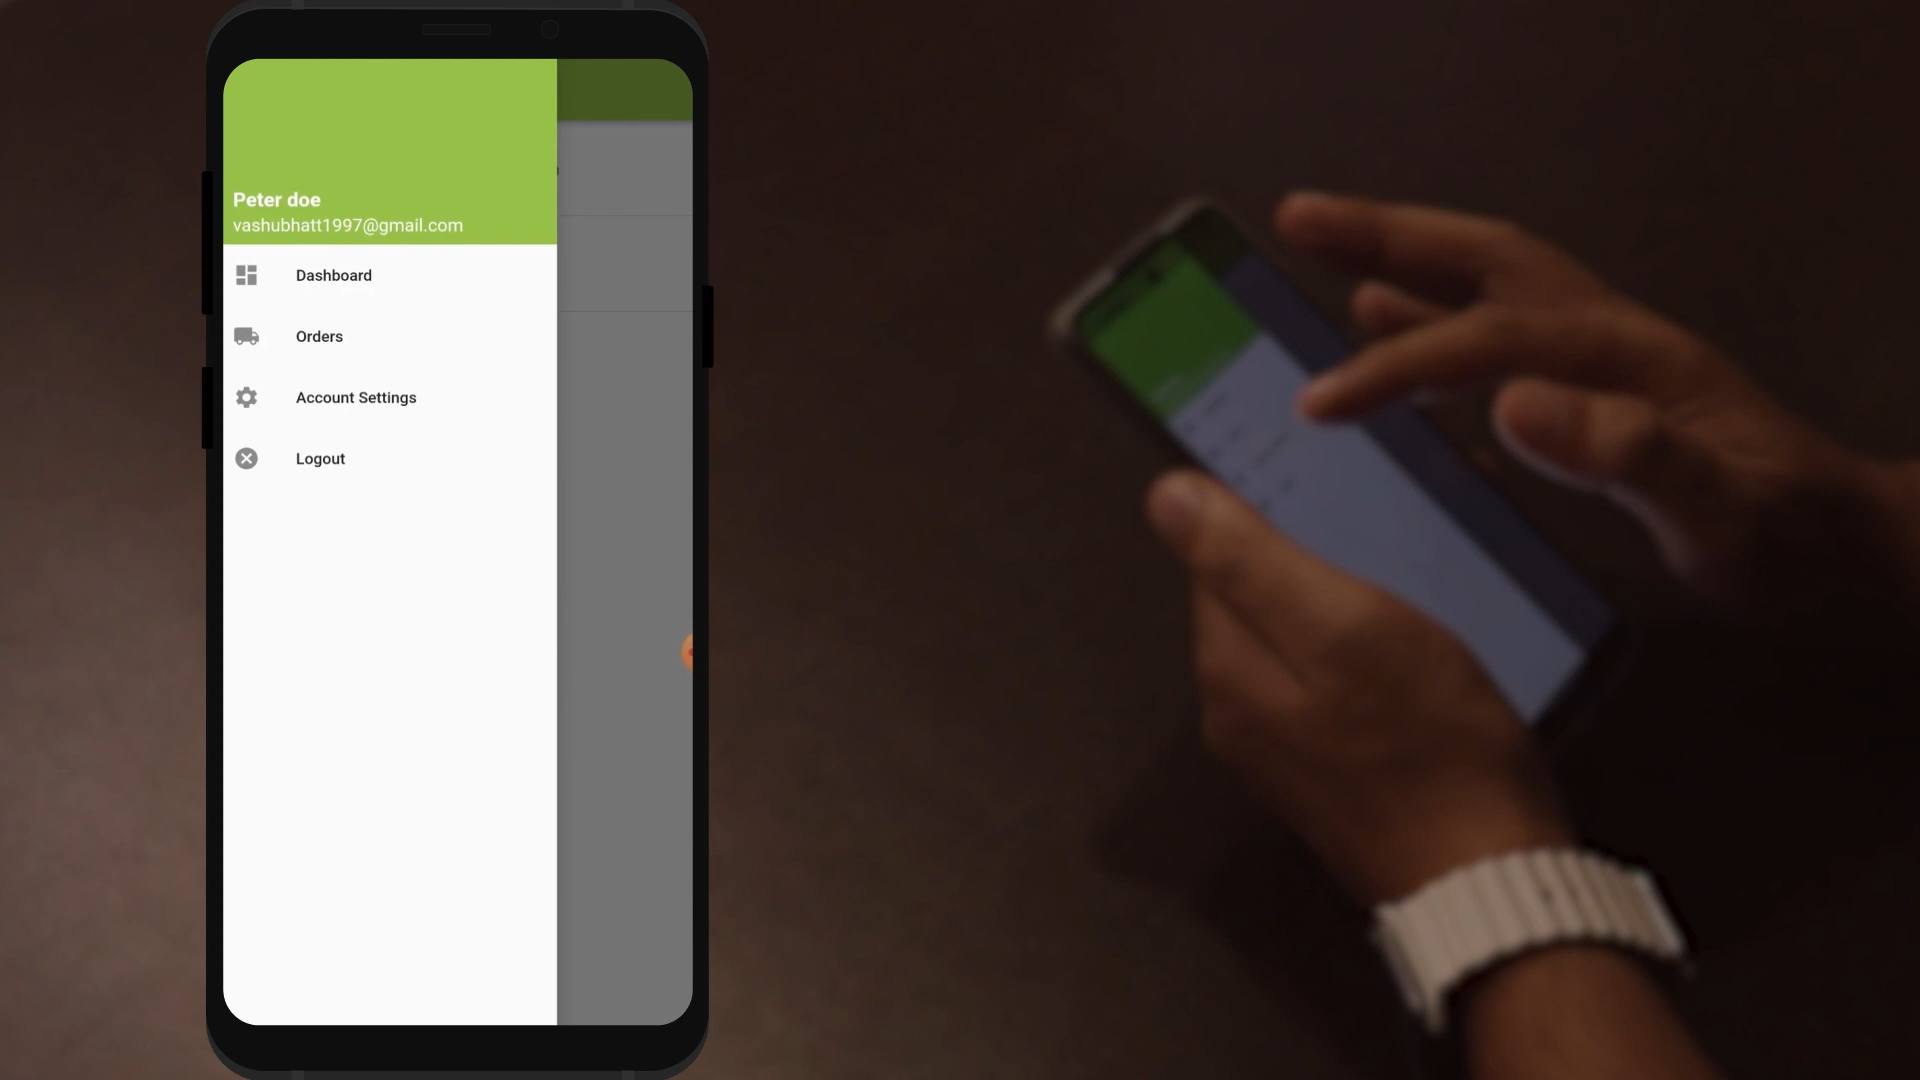 Peter doe
vashubhatt1997@gmail.com
Dashboard
Orders
Account Settings
Logout